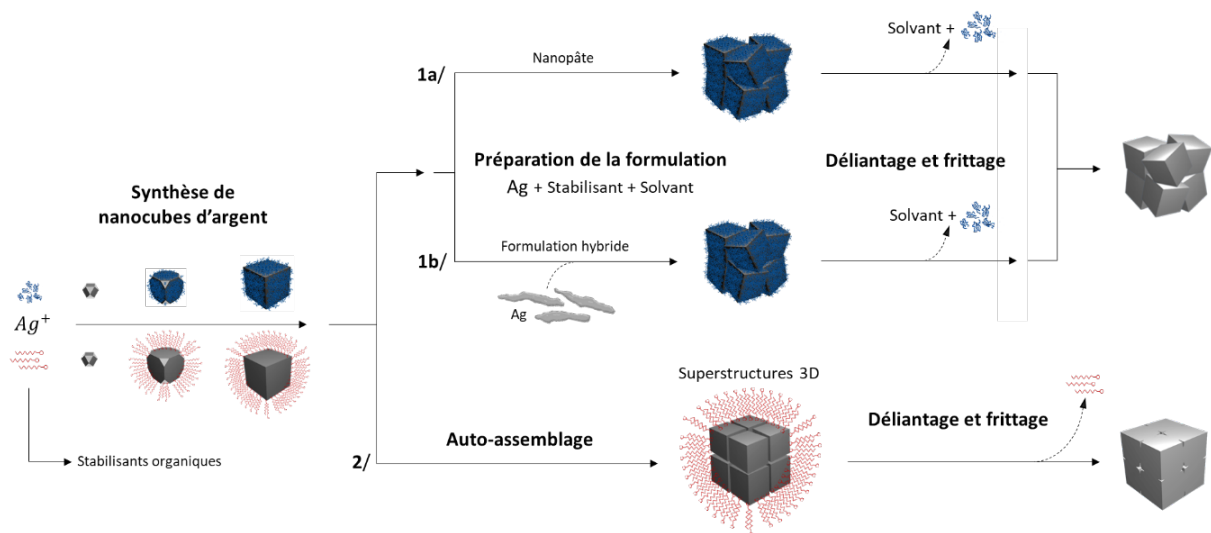 Synthèse de
nanocubes d'argent
Ag⁺
Stabilisants organiques
1a/
Nanopâte
Solvant +
Préparation de la formulation
Ag + Stabilisant + Solvant
Déliantage et frittage
1b/
Formulation hybride
Ag
Solvant +
2/
Auto-assemblage
Superstructures 3D
Déliantage et frittage